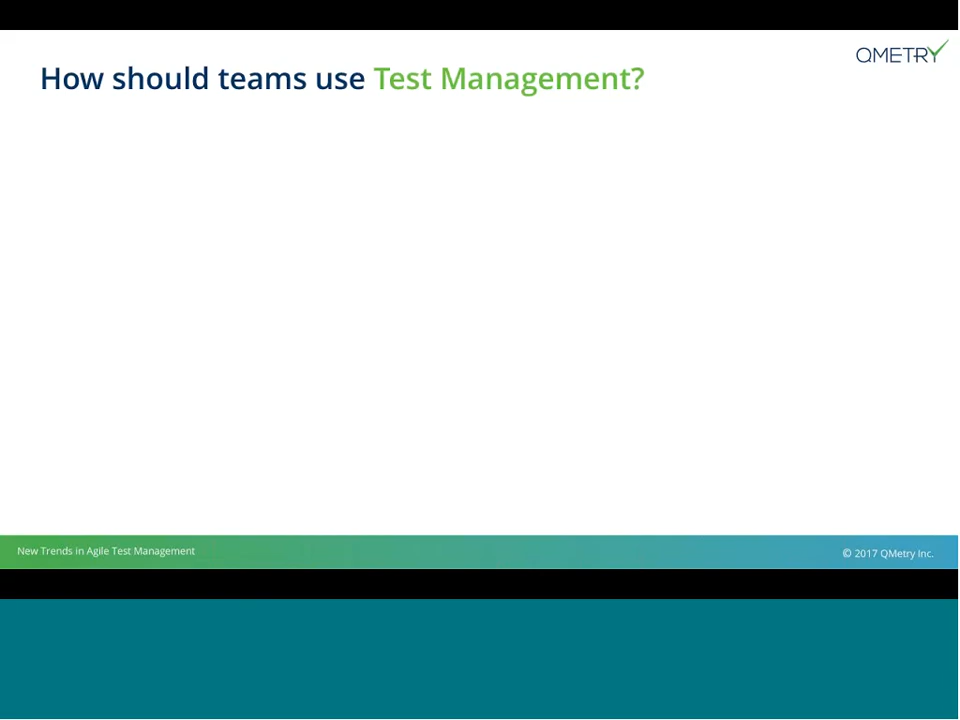 QMETRY
How should teams use Test Management?
New Trends in Agile Test Management
© 2017 QMetry Inc.